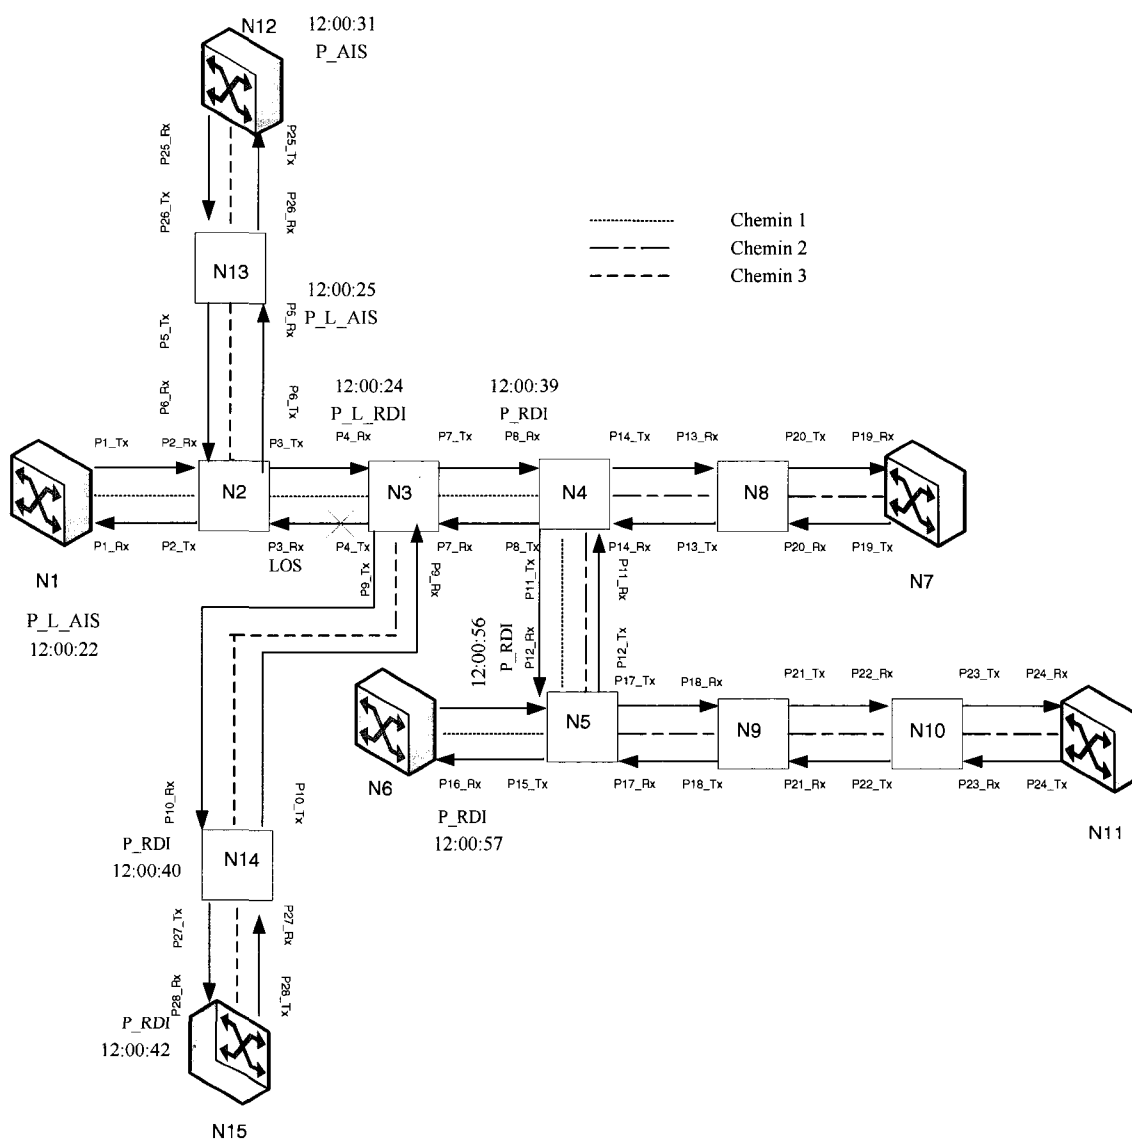 N12
12:00:31
P_AIS
P25_Rx
P25_Tx
P26_Tx
P26_Rx
Chemin 1
Chemin 2
Chemin 3
N13
12:00:25
P_L_AIS
P5_Tx
P5_Rx
P6_Rx
P6_Tx
12:00:24
P_L_RDI
12:00:39
P_RDI
P1_Tx
P2_Rx
P3_Tx
P4_Rx
P7_Tx
P8_Rx
P14_Tx
P13_Rx
P20_Tx
P19_Rx
N2
N3
N4
N8
P1_Rx
P2_Tx
P3_Rx
P4_Tx
P7_Rx
P8_Tx
P14_Rx
P13_Tx
P20_Rx
P19_Tx
LOS
N1
N7
P9_Tx
P9_Rx
P11_Tx
P11_Rx
P_L_AIS
12:00:22
12:00:56
P_RDI
P12_Rx
P12_Tx
P17_Tx
P18_Rx
P21_Tx
P22_Rx
P23_Tx
P24_Rx
N5
N9
N10
N6
P16_Rx
P15_Tx
P17_Rx
P18_Tx
P21_Rx
P22_Tx
P23_Rx
P24_Tx
P_RDI
12:00:57
N11
P10_Rx
P10_Tx
P_RDI
12:00:40
N14
P27_Tx
P27_Rx
P28_Rx
P28_Tx
P_RDI
12:00:42
N15